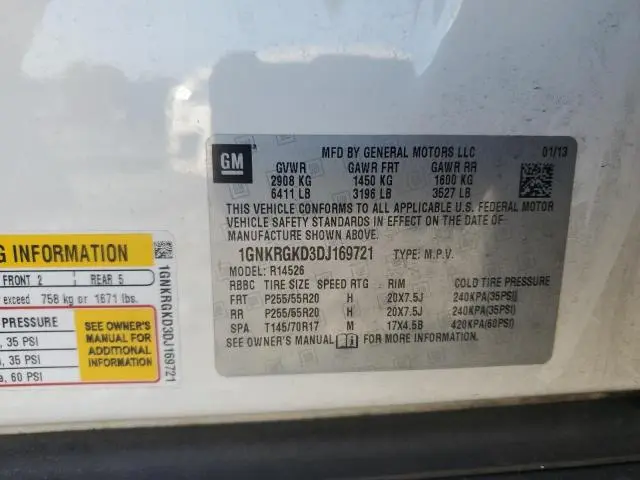 GM
MFD BY GENERAL MOTORS LLC 01/13
GVWR GAWR FRT GAWR RR
2908 KG 1450 KG 1600 KG
6411 LB 3196 LB 3527 LB
THIS VEHICLE CONFORMS TO ALL APPLICABLE U.S. FEDERAL MOTOR
VEHICLE SAFETY STANDARDS IN EFFECT ON THE DATE OF
MANUFACTURE SHOWN ABOVE.
1GNKRGKD3DJ169721 TYPE: M.P.V.
MODEL: R14526
RBBC TIRE SIZE SPEED RTG RIM COLD TIRE PRESSURE
FRT P255/55R20 H 20X7.5J 240KPA(35PSI)
RR P255/55R20 H 20X7.5J 240KPA(35PSI)
SPA T145/70R17 M 17X4.5B 420KPA(60PSI)
SEE OWNER'S MANUAL FOR MORE INFORMATION
G INFORMATION
FRONT 2 REAR 5
exceed 758 kg or 1671 lbs.
PRESSURE
, 35 PSI
a, 35 PSI
a, 60 PSI
SEE OWNER'S
MANUAL FOR
ADDITIONAL
INFORMATION
1GNKRGKD3DJ169721